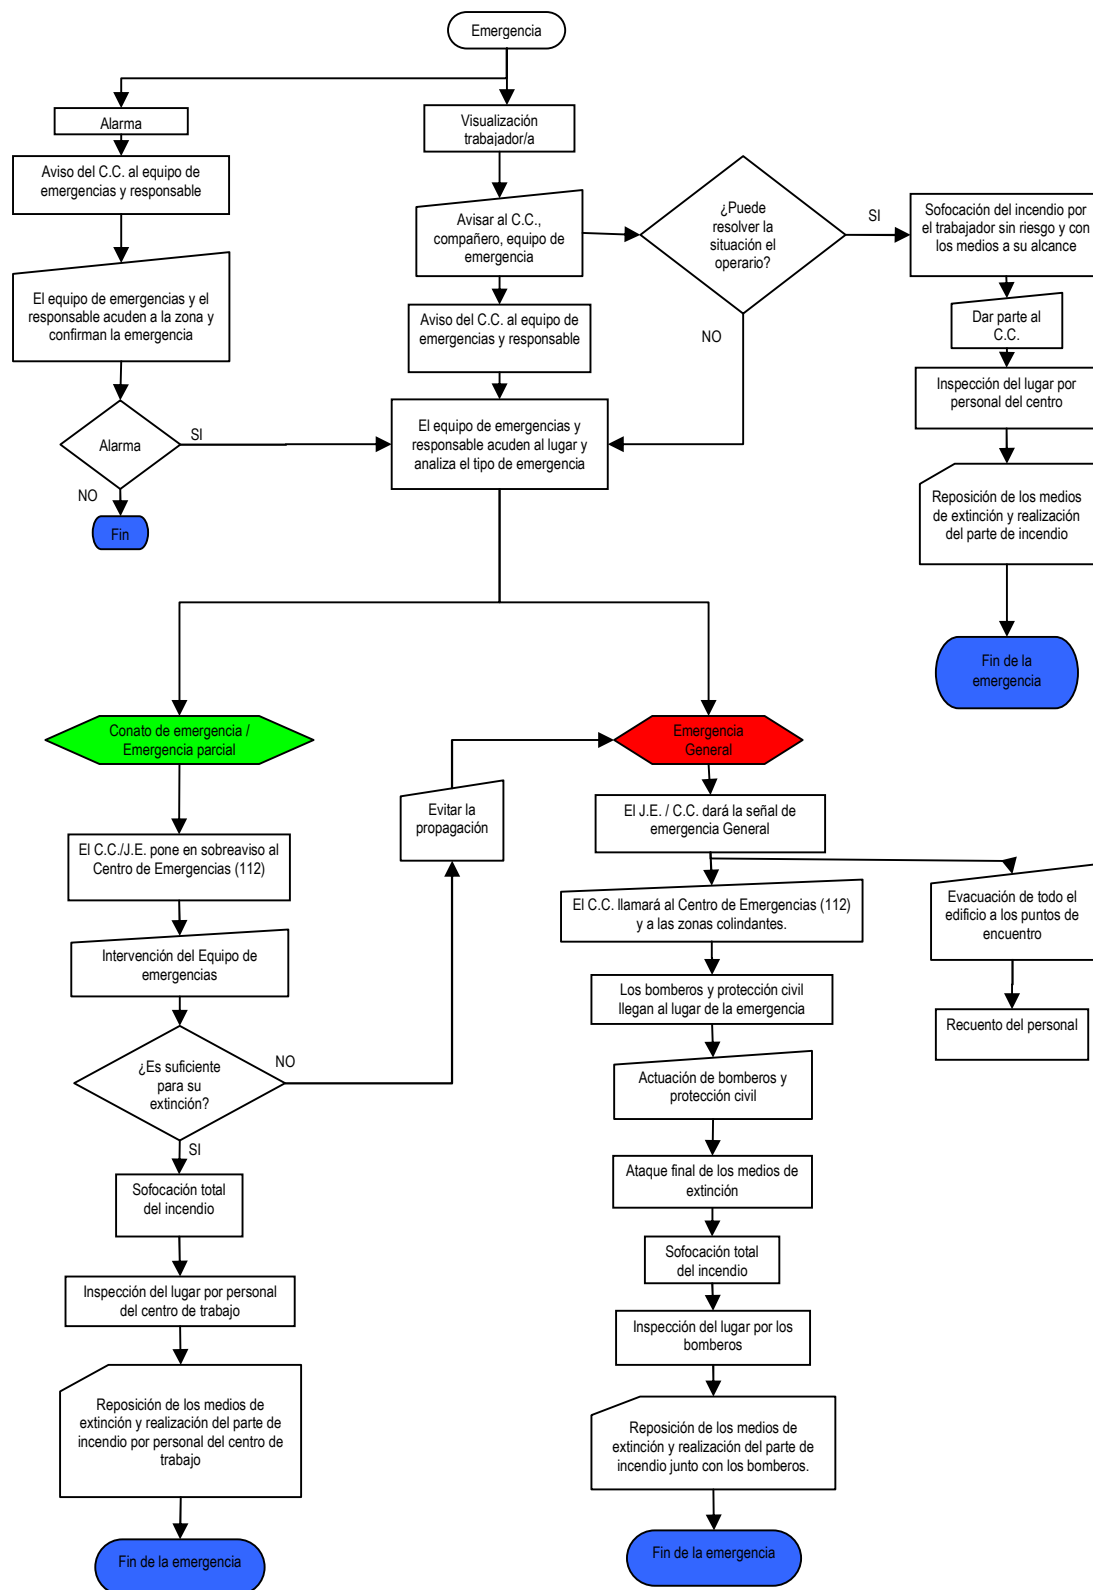 Emergencia
Alarma
Aviso del C.C. al equipo de
emergencias y responsable
El equipo de emergencias y el
responsable acuden a la zona y
confirman la emergencia
Alarma
SI
NO
Fin
Visualización
trabajador/a
Avisar al C.C.,
compañero, equipo de
emergencia
Aviso del C.C. al equipo de
emergencias y responsable
El equipo de emergencias y
responsable acuden al lugar y
analiza el tipo de emergencia
¿Puede
resolver la
situación el
operario?
SI
NO
Sofocación del incendio por
el trabajador sin riesgo y con
los medios a su alcance
Dar parte al
C.C.
Inspección del lugar por
personal del centro
Reposición de los medios
de extinción y realización
del parte de incendio
Fin de la
emergencia
Conato de emergencia /
Emergencia parcial
El C.C./J.E. pone en sobreaviso al
Centro de Emergencias (112)
Intervención del Equipo de
emergencias
¿Es suficiente
para su
extinción?
NO
SI
Evitar la
propagación
Sofocación total
del incendio
Inspección del lugar por personal
del centro de trabajo
Reposición de los medios de
extinción y realización del parte de
incendio por personal del centro de
trabajo
Fin de la emergencia
Emergencia
General
El J.E. / C.C. dará la señal de
emergencia General
El C.C. llamará al Centro de Emergencias (112)
y a las zonas colindantes.
Evacuación de todo el
edificio a los puntos de
encuentro
Recuento del personal
Los bomberos y protección civil
llegan al lugar de la emergencia
Actuación de bomberos y
protección civil
Ataque final de los medios de
extinción
Sofocación total
del incendio
Inspección del lugar por los
bomberos
Reposición de los medios de
extinción y realización del parte de
incendio junto con los bomberos.
Fin de la emergencia